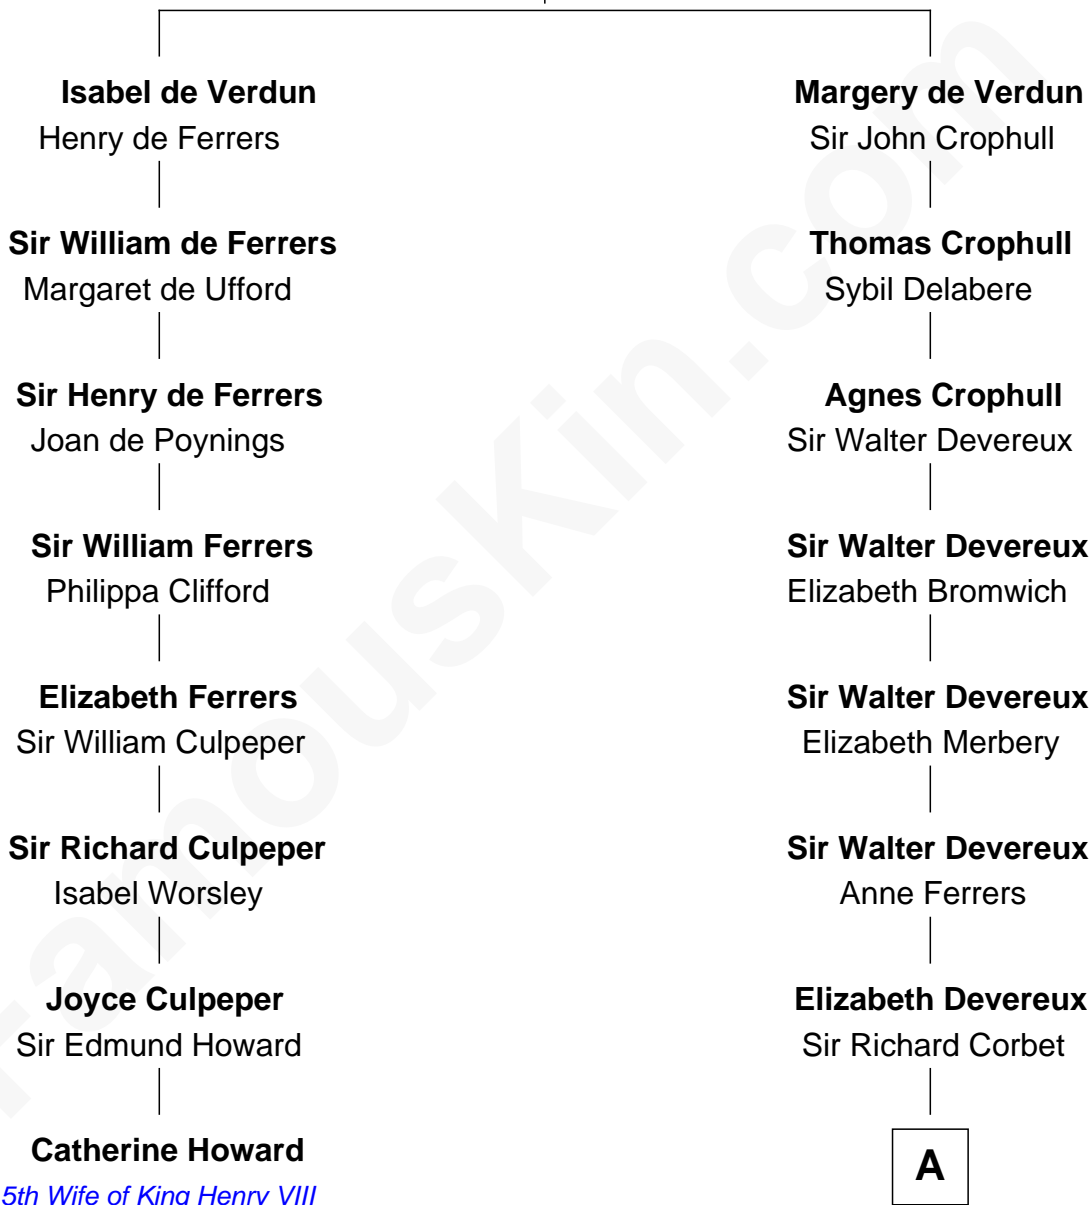 Isabel de Verdun
Henry de Ferrers
Sir William de Ferrers
Margaret de Ufford
Sir Henry de Ferrers
Joan de Poynings
Sir William Ferrers
Philippa Clifford
Elizabeth Ferrers
Sir William Culpeper
Sir Richard Culpeper
Isabel Worsley
Joyce Culpeper
Sir Edmund Howard
Catherine Howard
5th Wife of King Henry VIII
Margery de Verdun
Sir John Crophull
Thomas Crophull
Sybil Delabere
Agnes Crophull
Sir Walter Devereux
Sir Walter Devereux
Elizabeth Bromwich
Sir Walter Devereux
Elizabeth Merbery
Sir Walter Devereux
Anne Ferrers
Elizabeth Devereux
Sir Richard Corbet
A
FamousKin.com